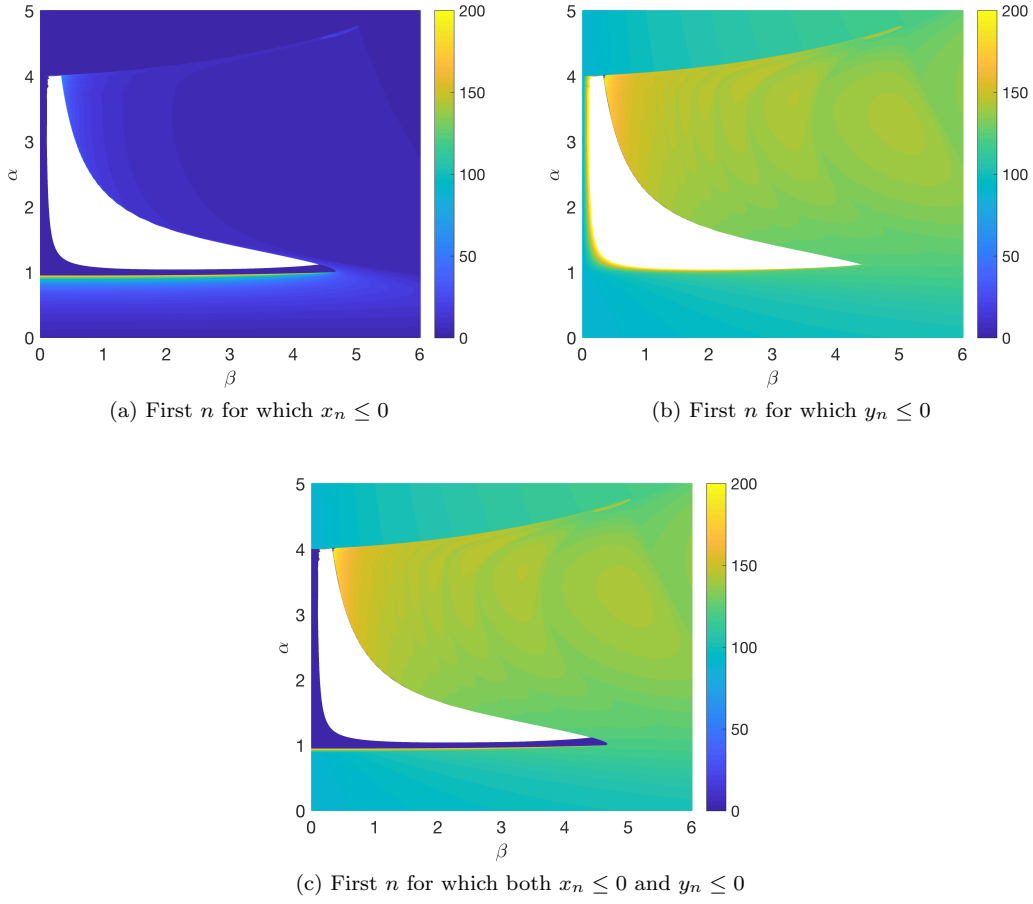 5
4
3
2
1
0
α
0 1 2 3 4 5 6
β
200
150
100
50
0
(a) First n for which xₙ ≤ 0
5
4
3
2
1
0
α
0 1 2 3 4 5 6
β
200
150
100
50
0
(b) First n for which yₙ ≤ 0
5
4
3
2
1
0
α
0 1 2 3 4 5 6
β
200
150
100
50
0
(c) First n for which both xₙ ≤ 0 and yₙ ≤ 0